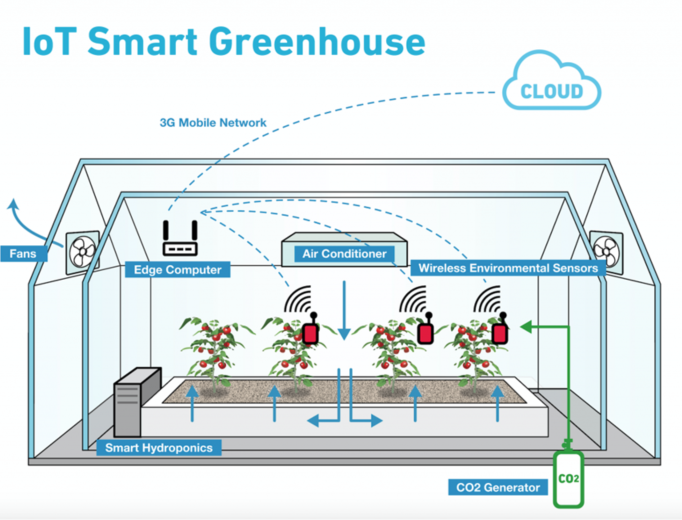 IoT Smart Greenhouse
CLOUD
3G Mobile Network
Fans
Edge Computer
Air Conditioner
Wireless Environmental Sensors
Smart Hydroponics
CO2 Generator
CO2